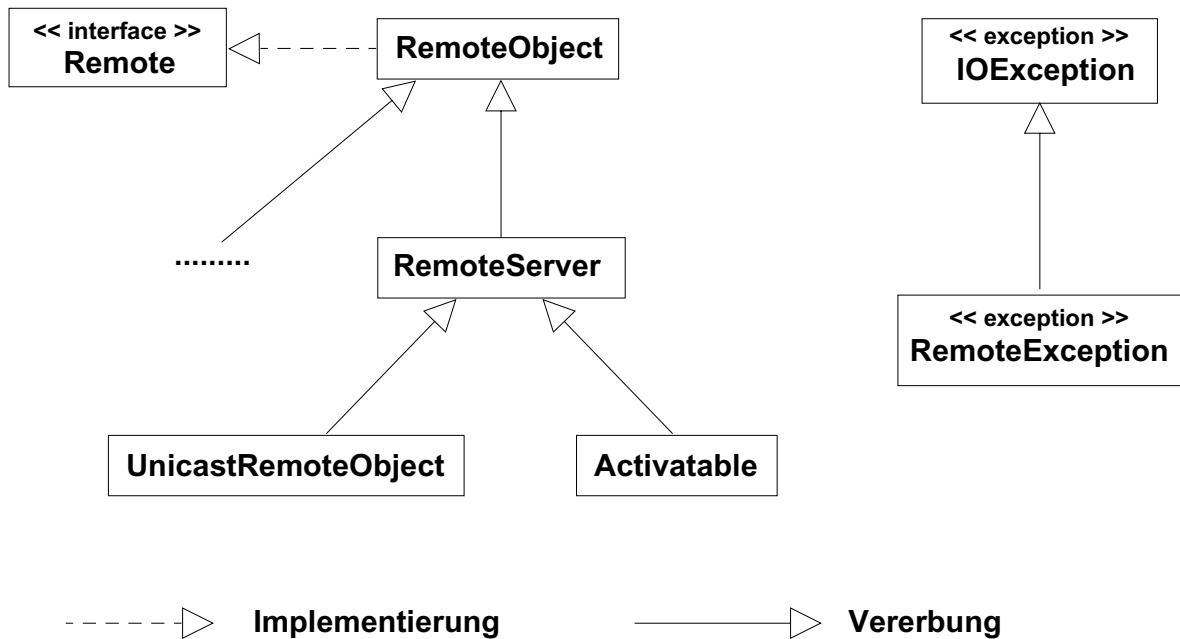 << interface >>
Remote
RemoteObject
<< exception >>
IOException
.........
RemoteServer
<< exception >>
RemoteException
UnicastRemoteObject
Activatable
Implementierung
Vererbung